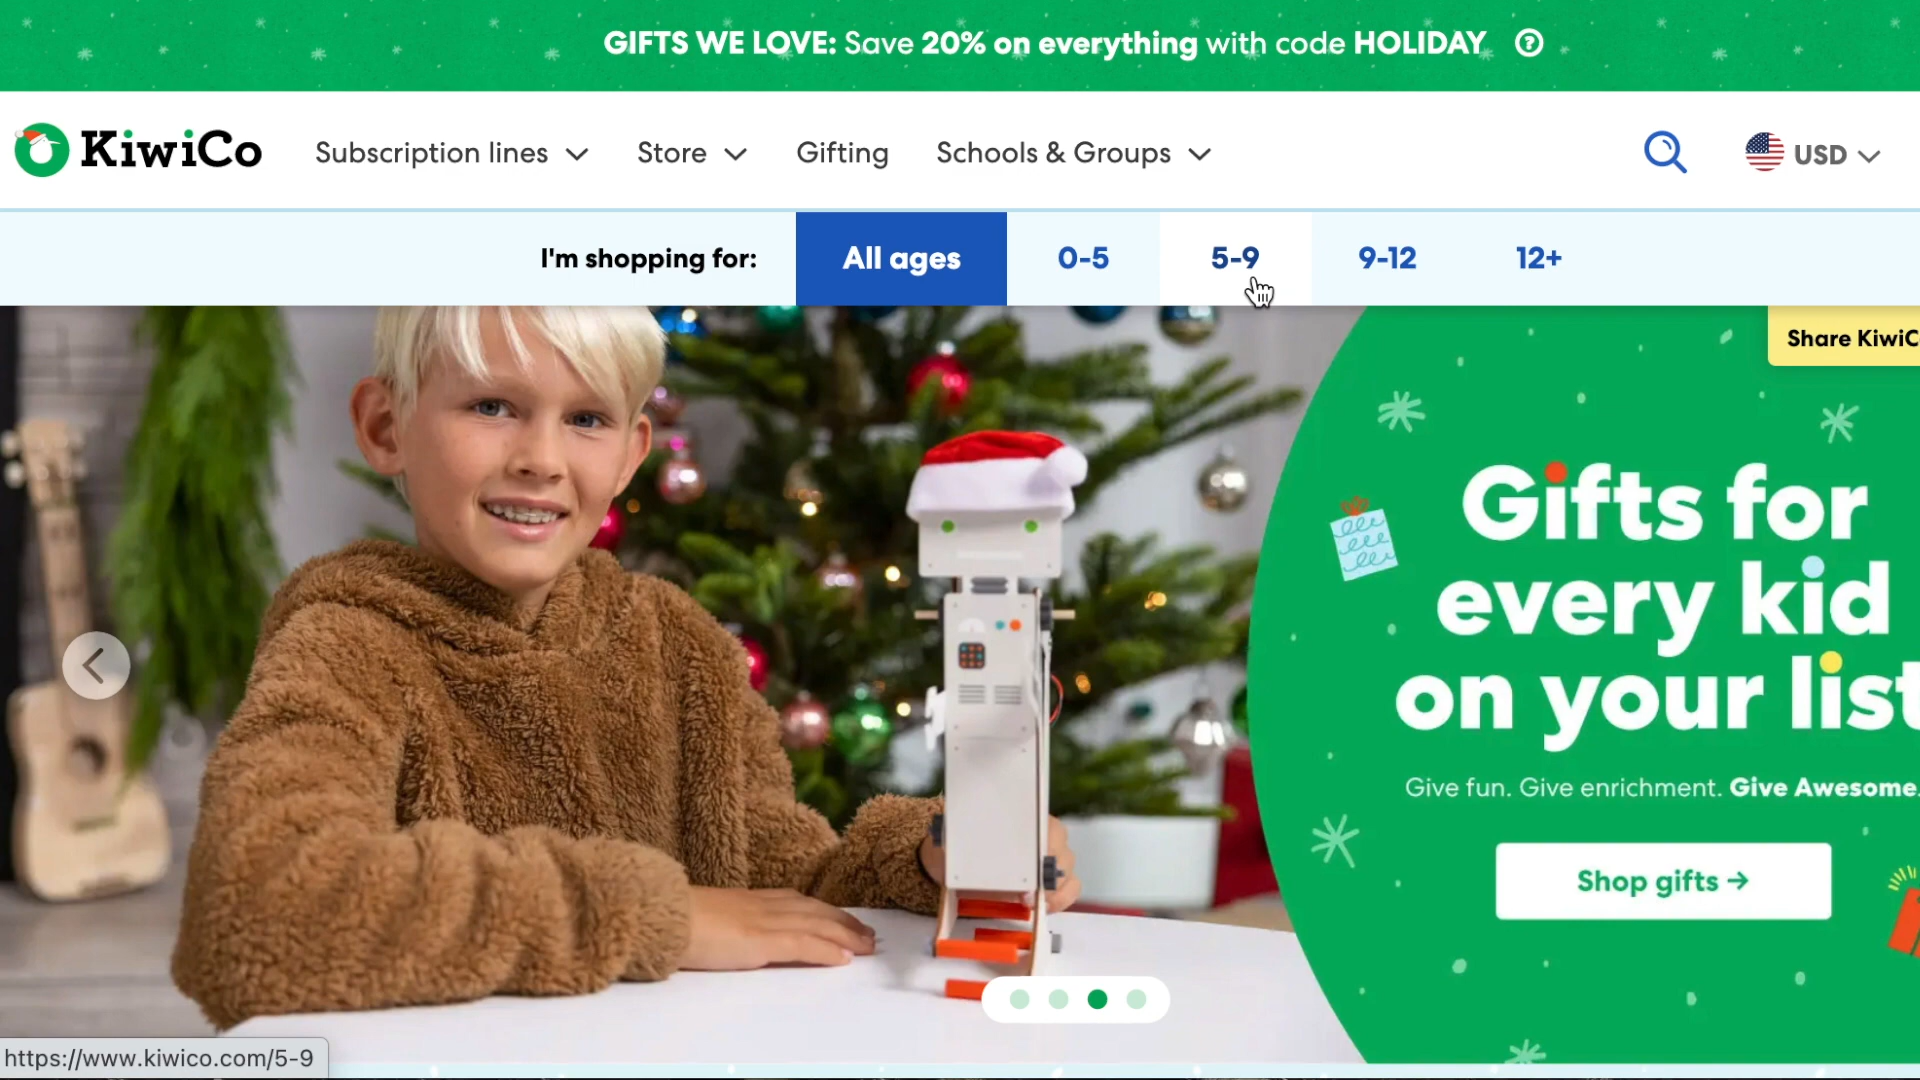 GIFTS WE LOVE: Save 20% on everything with code HOLIDAY ?
KiwiCo Subscription lines Store Gifting Schools & Groups USD
I'm shopping for: All ages 0-5 5-9 9-12 12+
Share KiwiC
Gifts for
every kid
on your list
Give fun. Give enrichment. Give Awesome.
Shop gifts →
https://www.kiwico.com/5-9